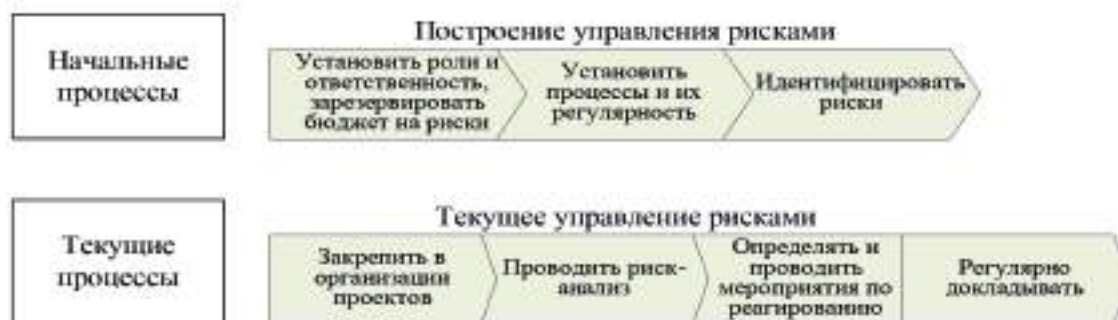 Начальные
процессы
Построение управления рисками
Установить роли и
ответственность,
зарезервировать
бюджет на риски
Установить
процессы и их
регулярность
Идентифицировать
риски
Текущие
процессы
Текущее управление рисками
Закрепить в
организации
проектов
Проводить риск-
анализ
Определять и
проводить
мероприятия по
реагированию
Регулярно
докладывать